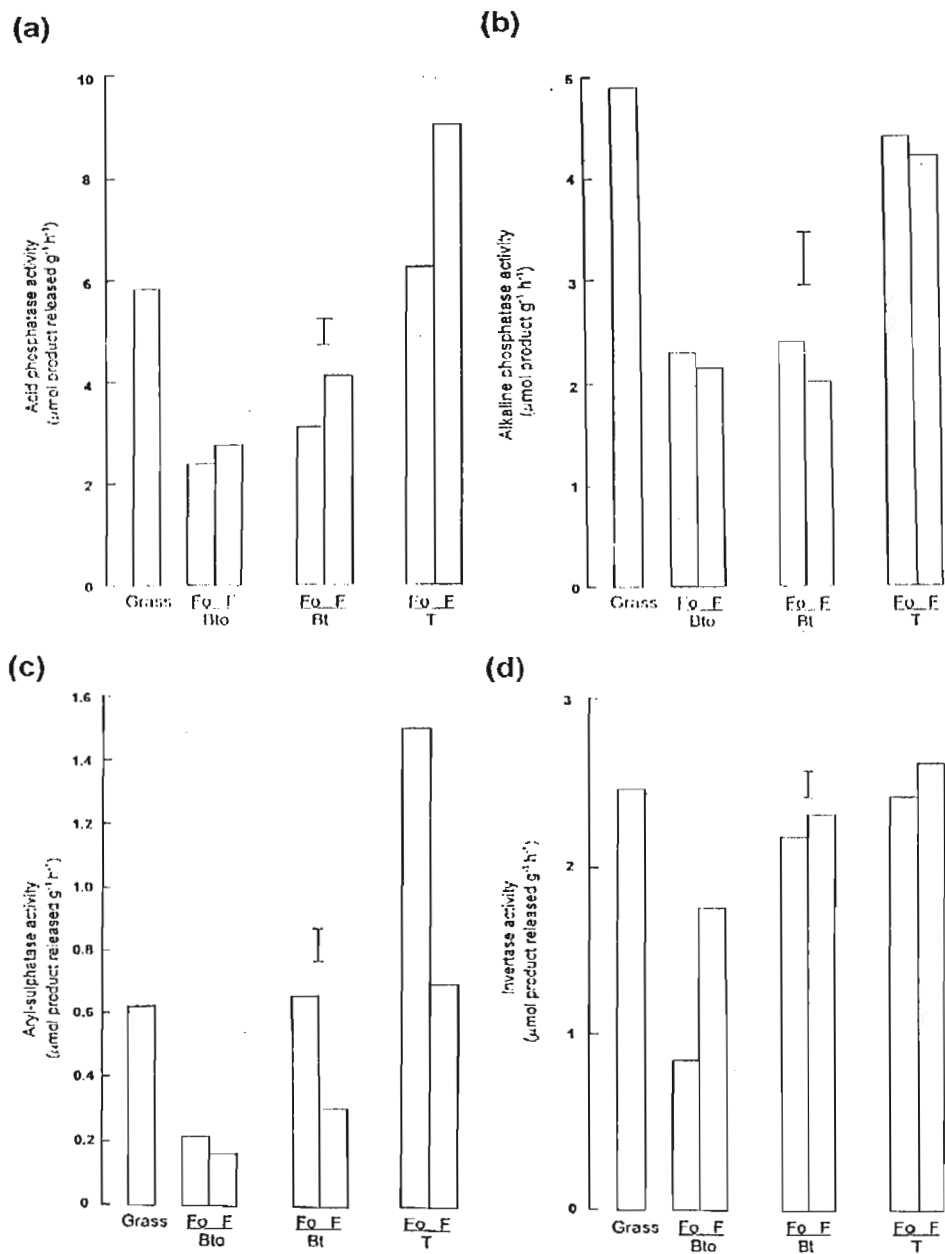 (a)
Acid phosphatase activity
(µmol product released g⁻¹ h⁻¹)
10
8
6
4
2
0
Grass
Fo F
Bto
Fo F
Bt
Fo F
T
(b)
Alkaline phosphatase activity
(µmol product g⁻¹ h⁻¹)
5
4
3
2
1
0
Grass
Fo F
Bto
Fo F
Bt
Fo F
T
(c)
Aryl-sulphatase activity
(µmol product released g⁻¹ h⁻¹)
1.6
1.4
1.2
1.0
0.8
0.6
0.4
0.2
0
Grass
Fo F
Bto
Fo F
Bt
Fo F
T
(d)
Invertase activity
(µmol product released g⁻¹ h⁻¹)
3
2
1
0
Grass
Fo F
Bto
Fo F
Bt
Fo F
T